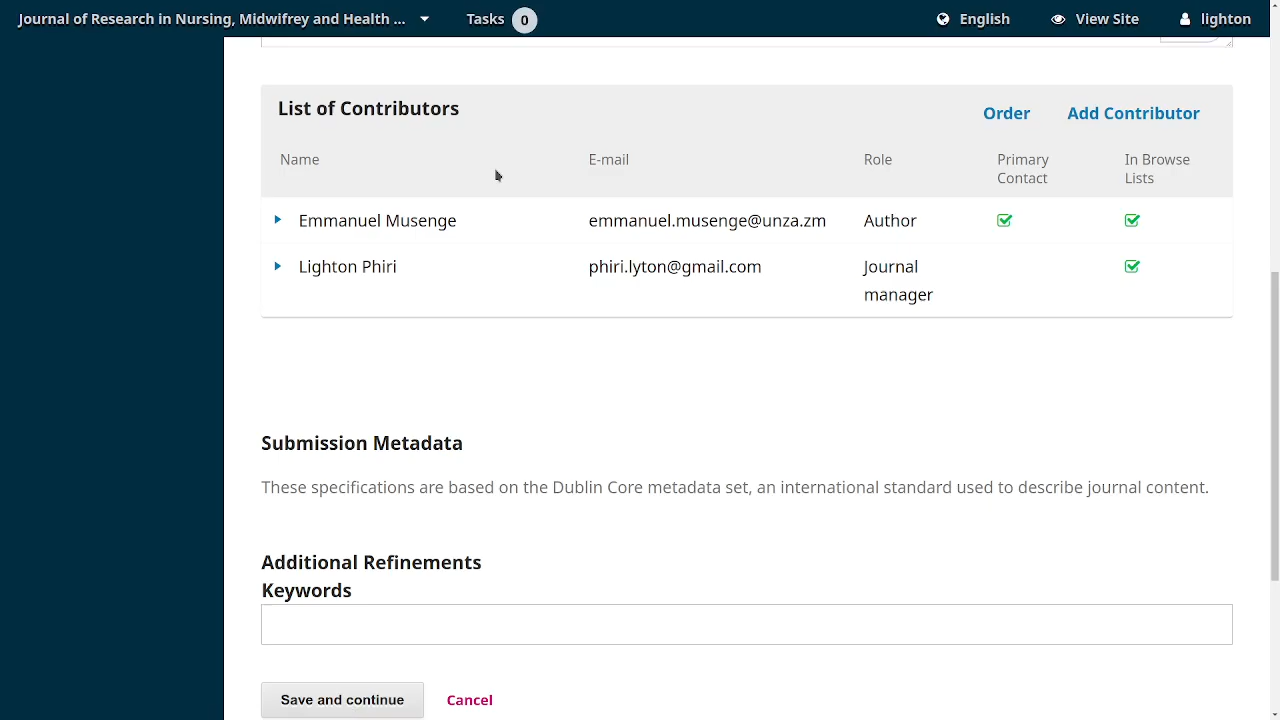 Journal of Research in Nursing, Midwifrey and Health ... Tasks 0 English View Site lighton
List of Contributors Order Add Contributor
Name E-mail Role Primary Contact In Browse Lists
Emmanuel Musenge emmanuel.musenge@unza.zm Author
Lighton Phiri phiri.lyton@gmail.com Journal manager
Submission Metadata
These specifications are based on the Dublin Core metadata set, an international standard used to describe journal content.
Additional Refinements
Keywords
Save and continue Cancel